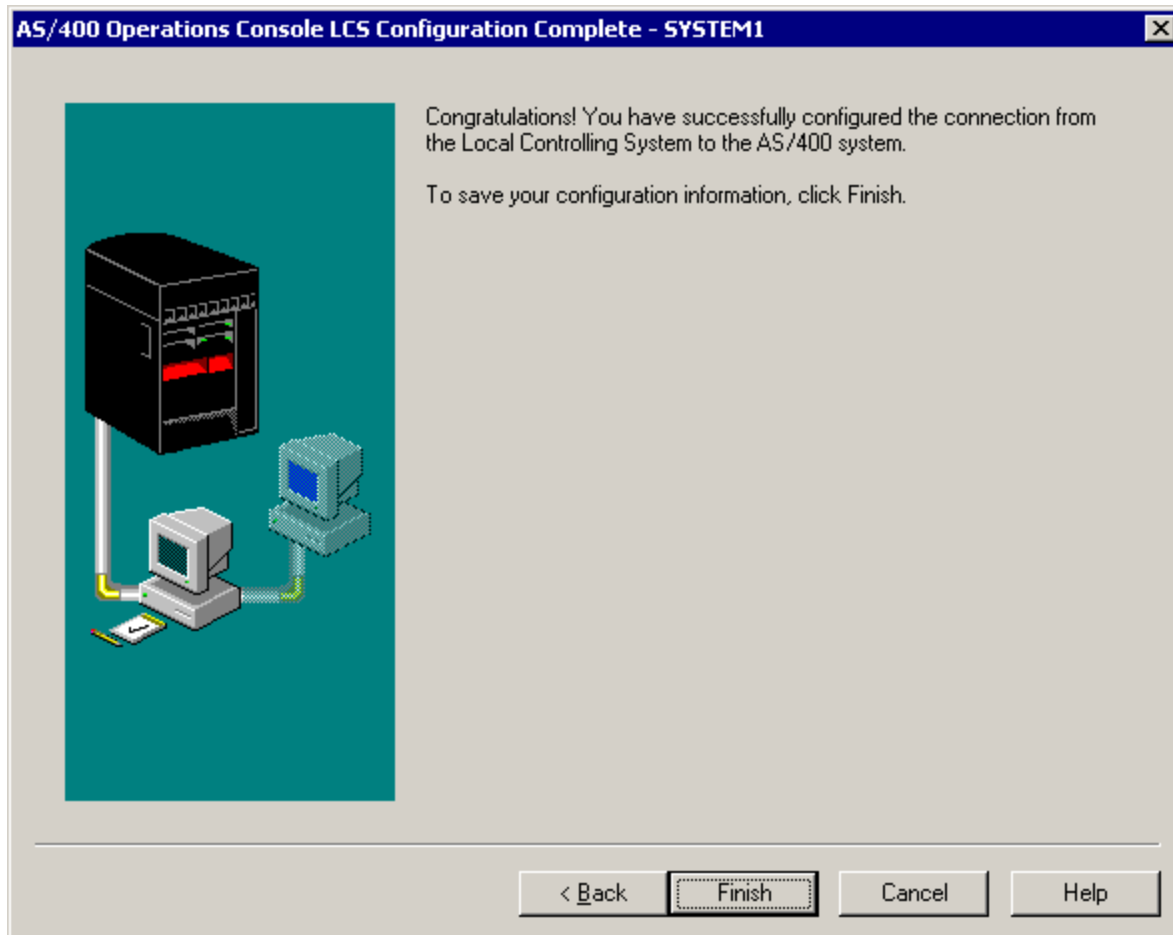 AS/400 Operations Console LCS Configuration Complete - SYSTEM1
Congratulations! You have successfully configured the connection from
the Local Controlling System to the AS/400 system.
To save your configuration information, click Finish.
< Back
Finish
Cancel
Help